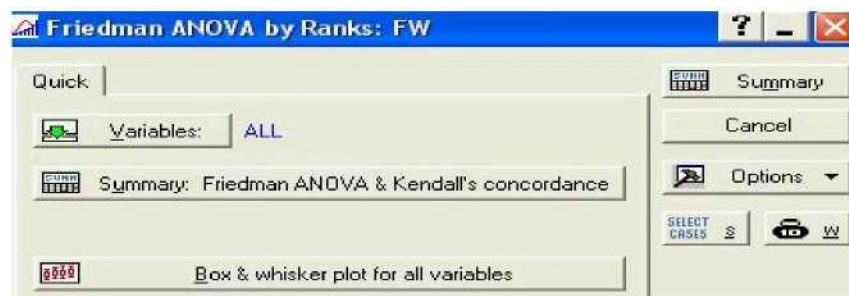 Friedman ANOVA by Ranks: FW
Quick
Summary
Variables: ALL
Cancel
Summary: Friedman ANOVA & Kendall's concordance
Options
SELECT CASES S W
Box & whisker plot for all variables